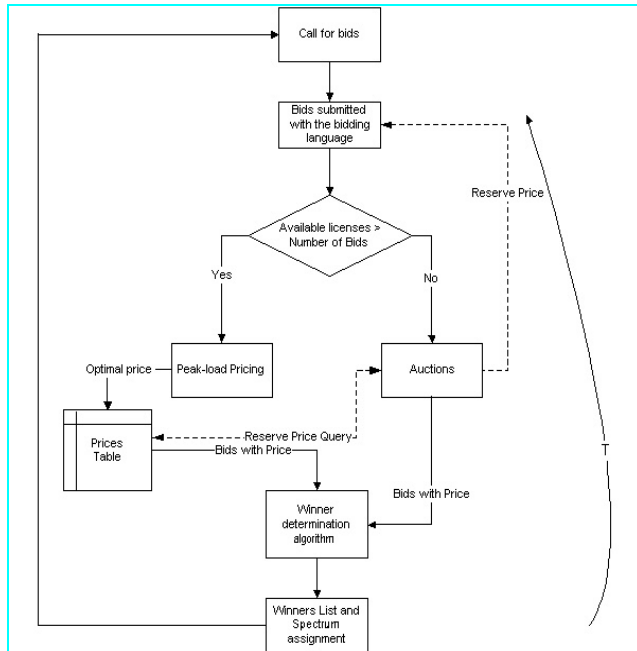 Call for bids
Bids submitted
with the bidding
language
Reserve Price
Available licenses »
Number of Bids
Yes
No
Optimal price
Peak-load Pricing
Auctions
Prices
Table
Reserve Price Query
Bids with Price
T
Bids with Price
Winner
determination
algorithm
Winners List and
Spectrum
assignment